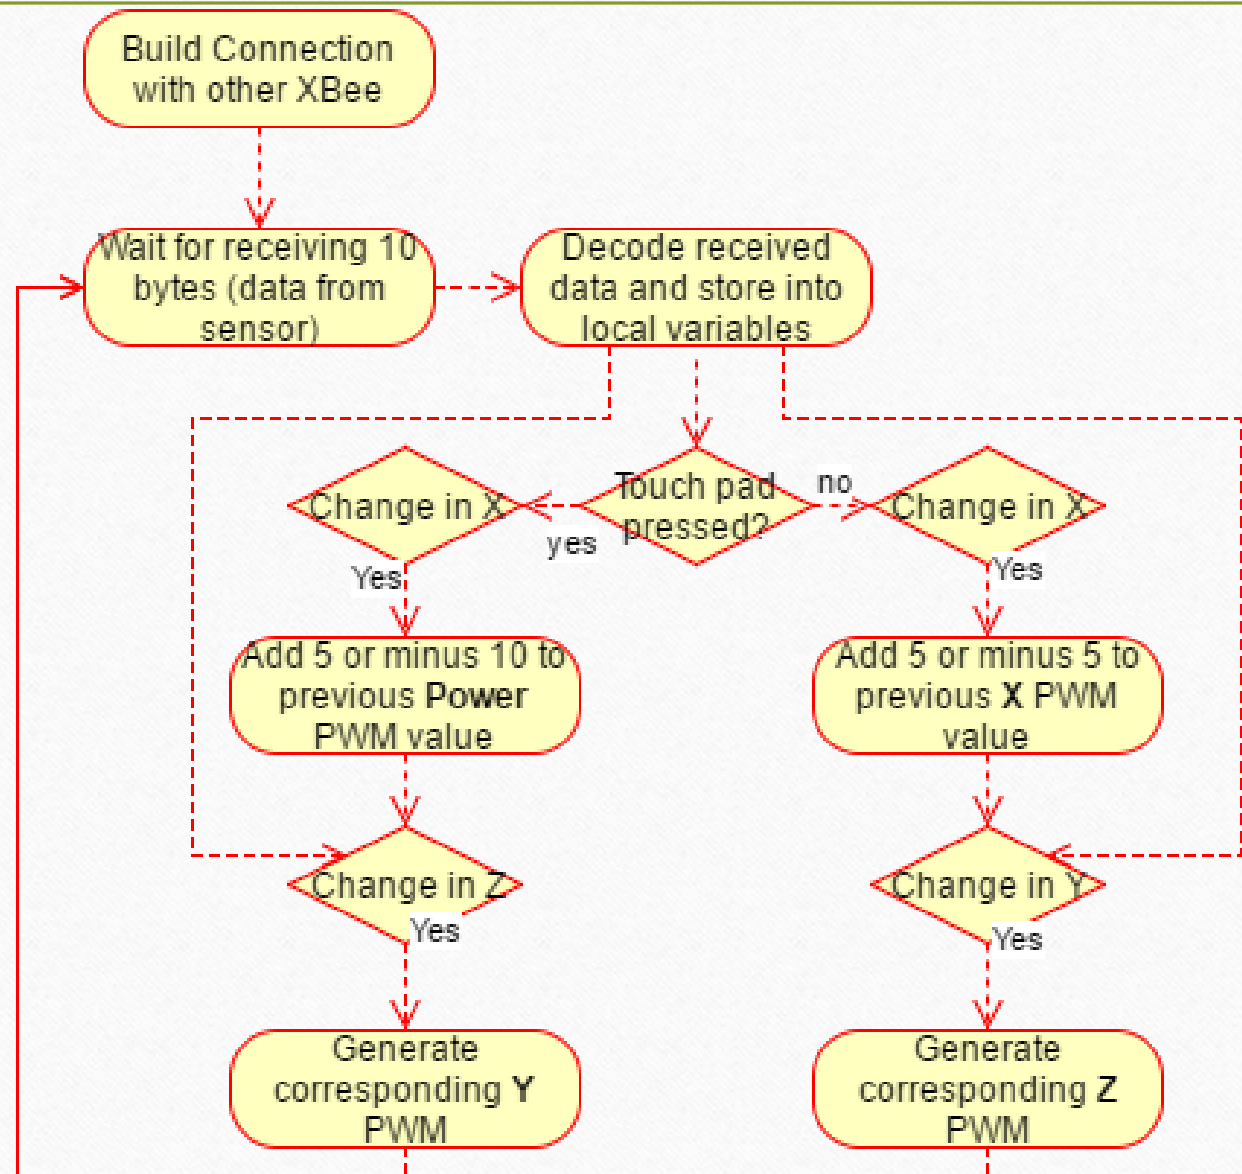 Build Connection
with other XBee
Wait for receiving 10
bytes (data from
sensor)
Decode received
data and store into
local variables
Change in X
Touch pad
pressed?
no
Change in X
yes
Yes
Yes
Add 5 or minus 10 to
previous Power
PWM value
Add 5 or minus 5 to
previous X PWM
value
Change in Z
Change in Y
Yes
Yes
Generate
corresponding Y
PWM
Generate
corresponding Z
PWM